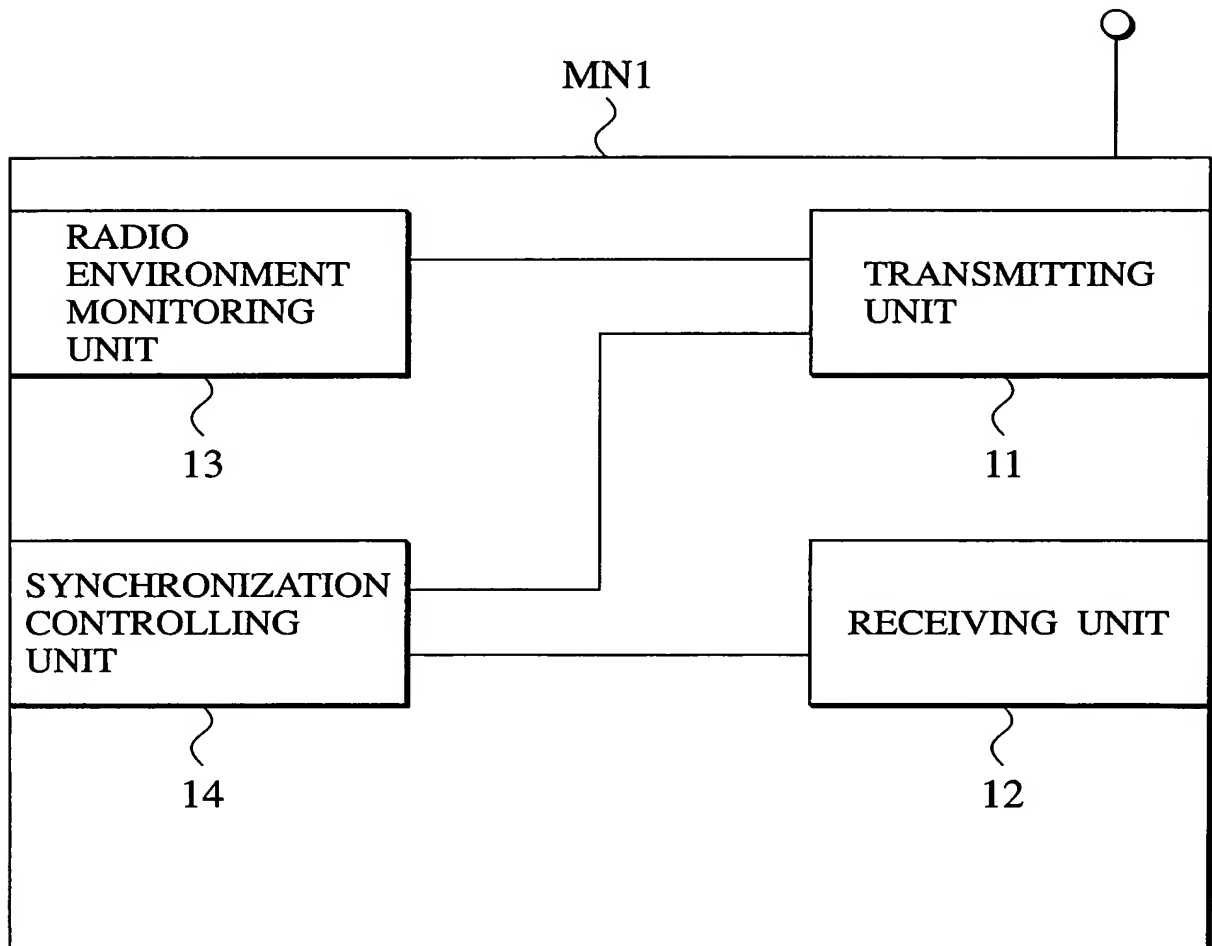 MN1
RADIO
ENVIRONMENT
MONITORING
UNIT
TRANSMITTING
UNIT
13
11
SYNCHRONIZATION
CONTROLLING
UNIT
RECEIVING UNIT
14
12